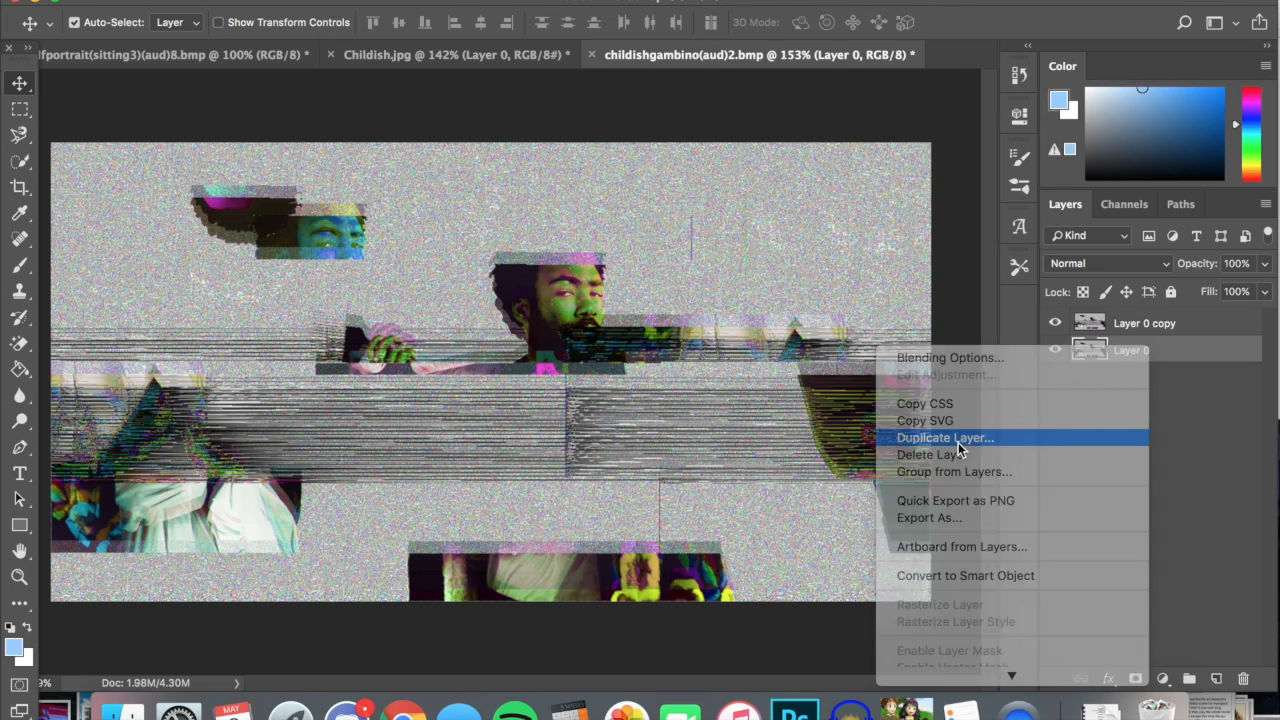 Auto-Select: Layer Show Transform Controls 3D Mode:
fportrait(sitting3)(aud)8.bmp @ 100% (RGB/8) * Childish.jpg @ 142% (Layer 0, RGB/8#) * childishgambino(aud)2.bmp @ 153% (Layer 0, RGB/8) *
Color
Layers Channels Paths
Kind
Normal Opacity: 100%
Lock: Fill: 100%
Layer 0 copy
Layer 0
Blending Options...
Edit Adjustment...
Copy CSS
Copy SVG
Duplicate Layer...
Delete Laye
Group from Layers...
Quick Export as PNG
Export As...
Artboard from Layers...
Convert to Smart Object
Rasterize Layer
Rasterize Layer Style
Enable Layer Mask
9% Doc: 1.98M/4.30M
MAY
Ps